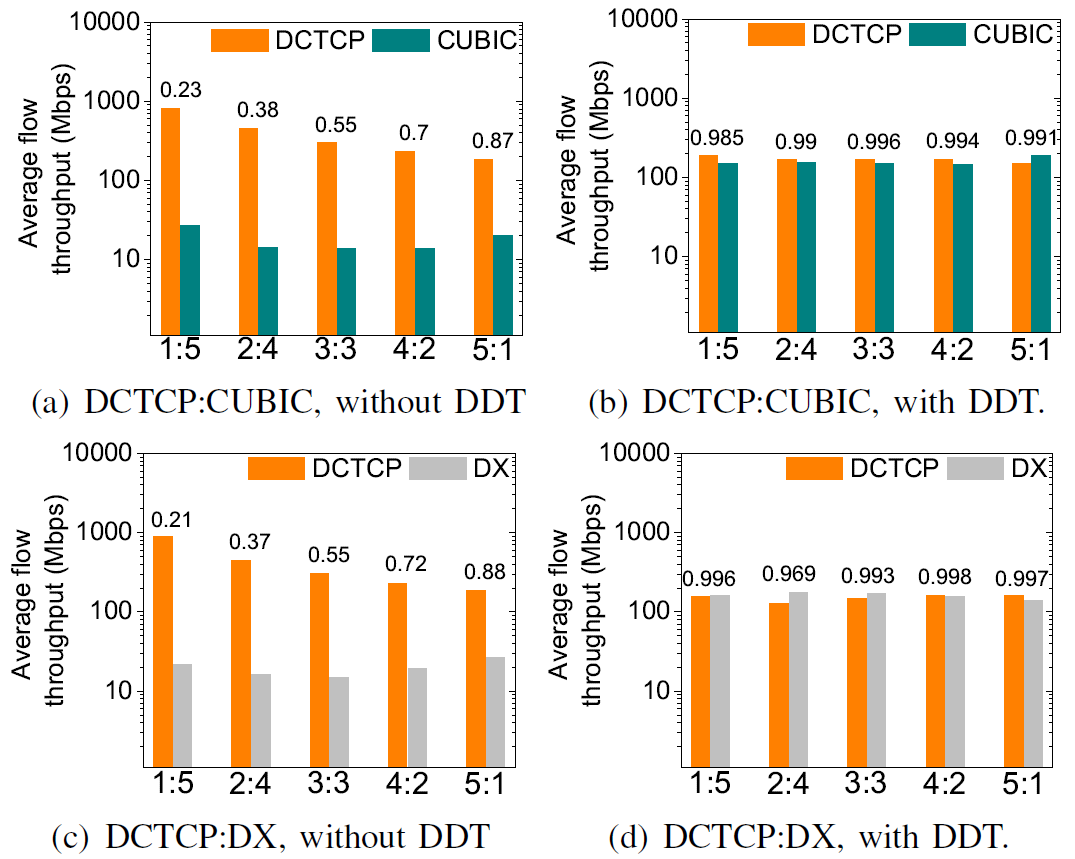 10000
1000
100
10
Average flow
throughput (Mbps)
DCTCP CUBIC
0.23 0.38 0.55 0.7 0.87
1:5 2:4 3:3 4:2 5:1
(a) DCTCP:CUBIC, without DDT
10000
1000
100
10
Average flow
throughput (Mbps)
DCTCP CUBIC
0.985 0.99 0.996 0.994 0.991
1:5 2:4 3:3 4:2 5:1
(b) DCTCP:CUBIC, with DDT.
10000
1000
100
10
Average flow
throughput (Mbps)
DCTCP DX
0.21 0.37 0.55 0.72 0.88
1:5 2:4 3:3 4:2 5:1
(c) DCTCP:DX, without DDT
10000
1000
100
10
Average flow
throughput (Mbps)
DCTCP DX
0.996 0.969 0.993 0.998 0.997
1:5 2:4 3:3 4:2 5:1
(d) DCTCP:DX, with DDT.